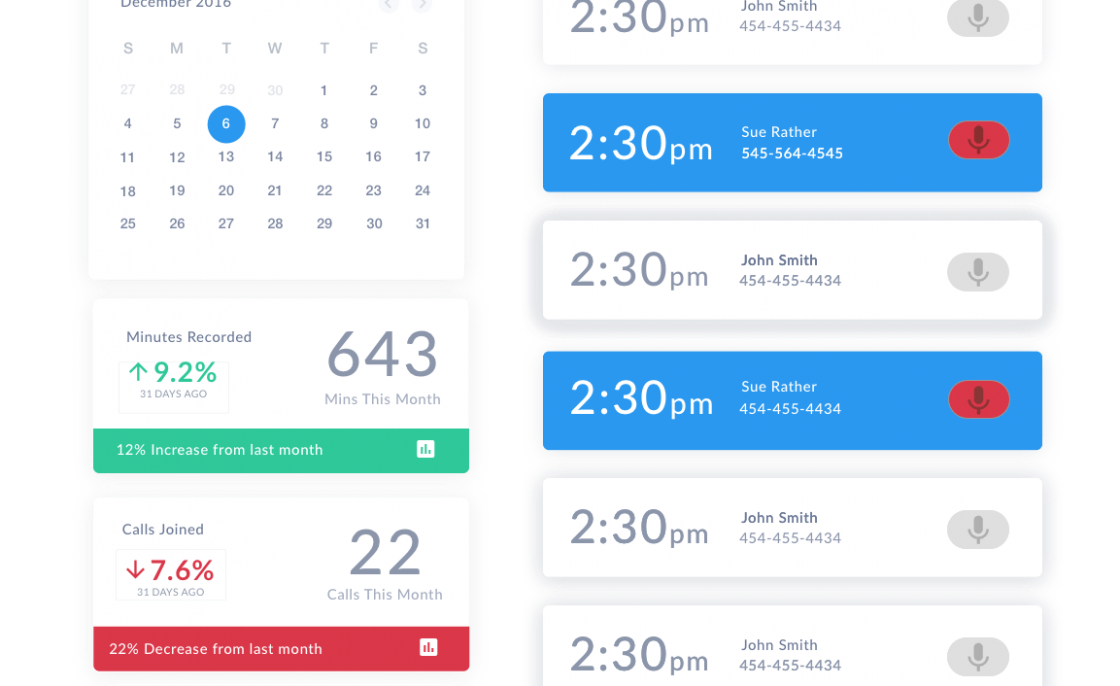 December 2016
S M T W T F S
27 28 29 30 1 2 3
4 5 6 7 8 9 10
11 12 13 14 15 16 17
18 19 20 21 22 23 24
25 26 27 28 29 30 31
Minutes Recorded
9.2%
31 DAYS AGO
643
Mins This Month
12% Increase from last month
Calls Joined
7.6%
31 DAYS AGO
22
Calls This Month
22% Decrease from last month
2:30pm
John Smith
454-455-4434
2:30pm
Sue Rather
545-564-4545
2:30pm
John Smith
454-455-4434
2:30pm
Sue Rather
454-455-4434
2:30pm
John Smith
454-455-4434
2:30pm
John Smith
454-455-4434